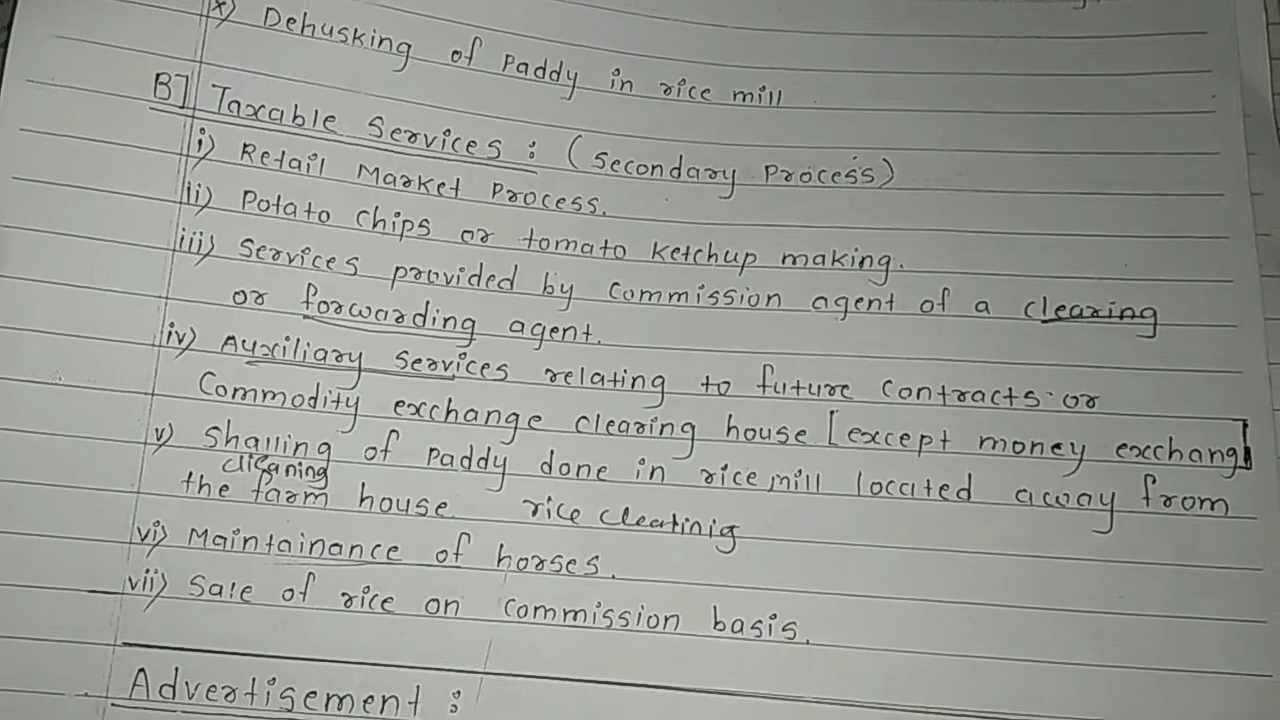 x) Dehusking of Paddy in rice mill
B] Taxable Services : (Secondary Process)
i) Retail Market Process.
ii) Potato Chips or tomato Ketchup making.
iii) Services provided by Commission agent of a clearing
or forwarding agent.
iv) Auxiliary Services relating to future Contracts or
Commodity exchange clearing house [except money exchang]
v) Shalling of Paddy done in rice mill located away from
clieaning
the farm house rice cleatinig
vi) Maintainance of horses.
vii) Sale of rice on commission basis.
Advertisement :